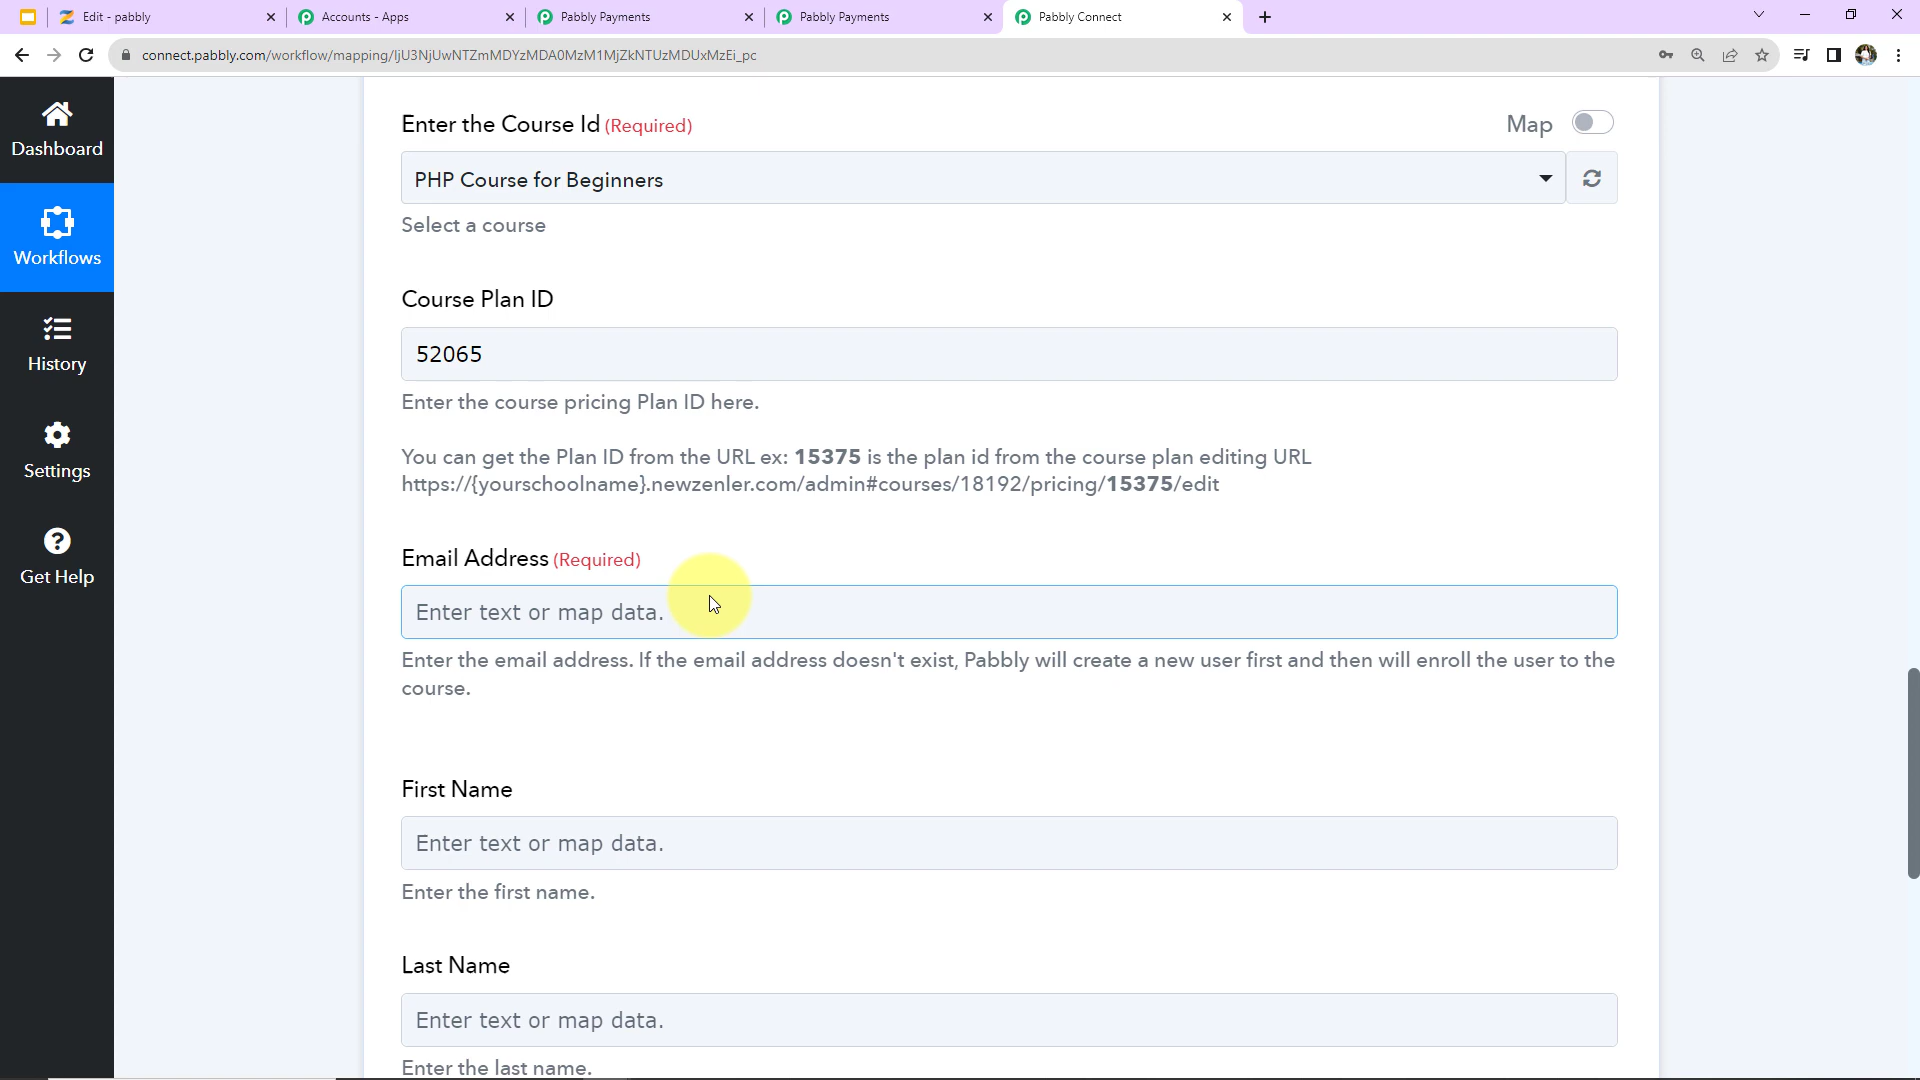 Edit - pabbly
Accounts - Apps
Pabbly Payments
Pabbly Payments
Pabbly Connect
connect.pabbly.com/workflow/mapping/IjU3NjUwNTZmMDYzMDA0MzM1MjZkNTUzMDUxMzEi_pc
Dashboard
Workflows
History
Settings
Get Help
Enter the Course Id (Required)
Map
PHP Course for Beginners
Select a course
Course Plan ID
52065
Enter the course pricing Plan ID here.
You can get the Plan ID from the URL ex: 15375 is the plan id from the course plan editing URL
https://{yourschoolname}.newzenler.com/admin#courses/18192/pricing/15375/edit
Email Address (Required)
Enter text or map data.
Enter the email address. If the email address doesn't exist, Pabbly will create a new user first and then will enroll the user to the
course.
First Name
Enter text or map data.
Enter the first name.
Last Name
Enter text or map data.
Enter the last name.